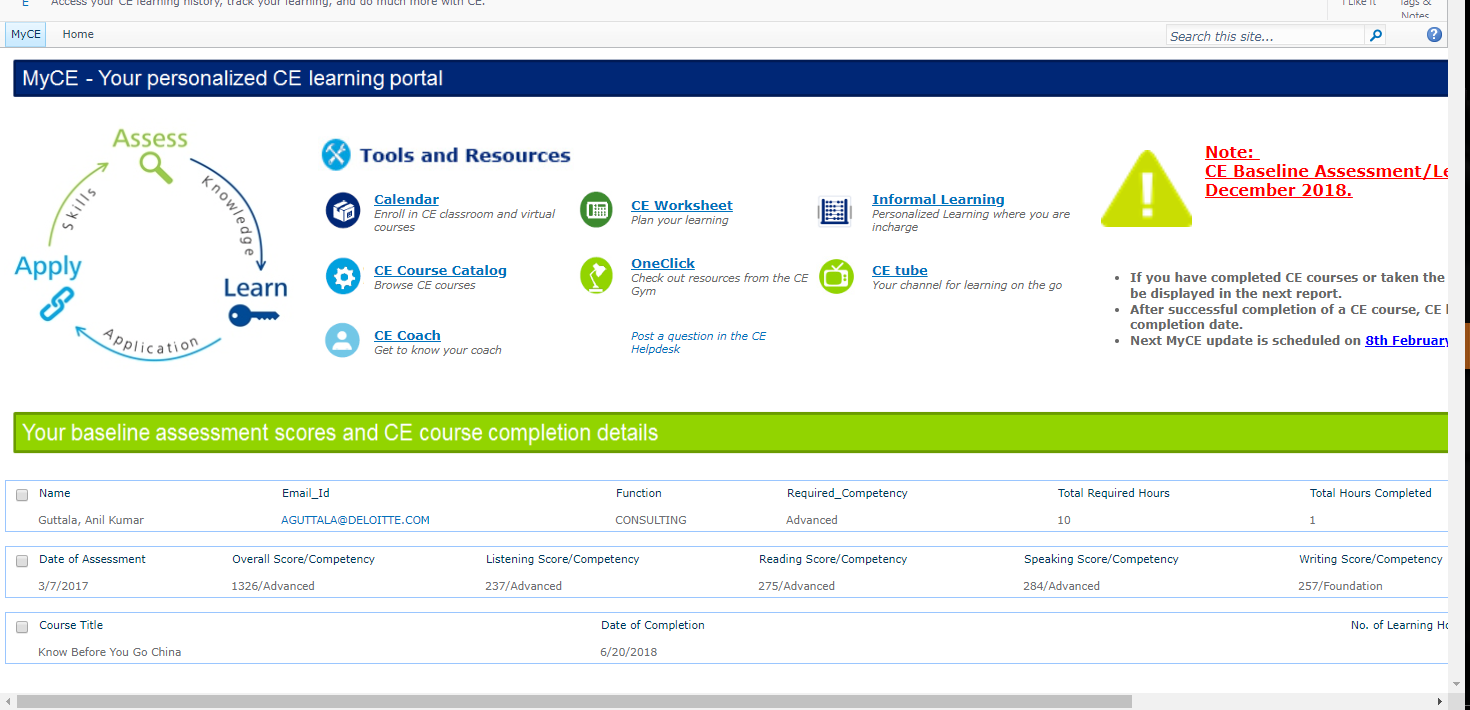 E Access your CE learning history, track your learning, and do much more with CE.
I Like It Tags & Notes
MyCE Home
Search this site...
MyCE - Your personalized CE learning portal
Assess
Skills
Knowledge
Apply
Learn
Application
Tools and Resources
Calendar
Enroll in CE classroom and virtual
courses
CE Worksheet
Plan your learning
Informal Learning
Personalized Learning where you are
incharge
CE Course Catalog
Browse CE courses
OneClick
Check out resources from the CE
Gym
CE tube
Your channel for learning on the go
CE Coach
Get to know your coach
Post a question in the CE
Helpdesk
Note:
CE Baseline Assessment/Le
December 2018.
• If you have completed CE courses or taken the
be displayed in the next report.
• After successful completion of a CE course, CE
completion date.
• Next MyCE update is scheduled on 8th February
Your baseline assessment scores and CE course completion details
Name Email_Id Function Required_Competency Total Required Hours Total Hours Completed
Guttala, Anil Kumar AGUTTALA@DELOITTE.COM CONSULTING Advanced 10 1
Date of Assessment Overall Score/Competency Listening Score/Competency Reading Score/Competency Speaking Score/Competency Writing Score/Competency
3/7/2017 1326/Advanced 237/Advanced 275/Advanced 284/Advanced 257/Foundation
Course Title Date of Completion No. of Learning Ho
Know Before You Go China 6/20/2018